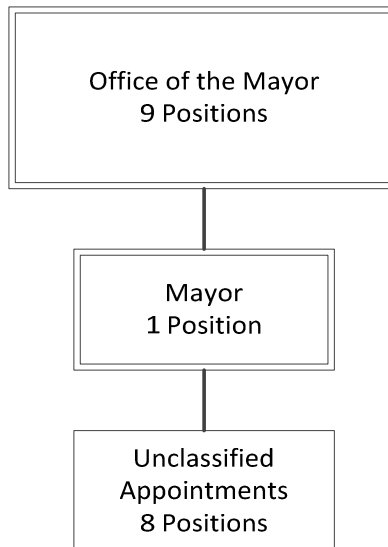 Office of the Mayor
9 Positions
Mayor
1 Position
Unclassified
Appointments
8 Positions